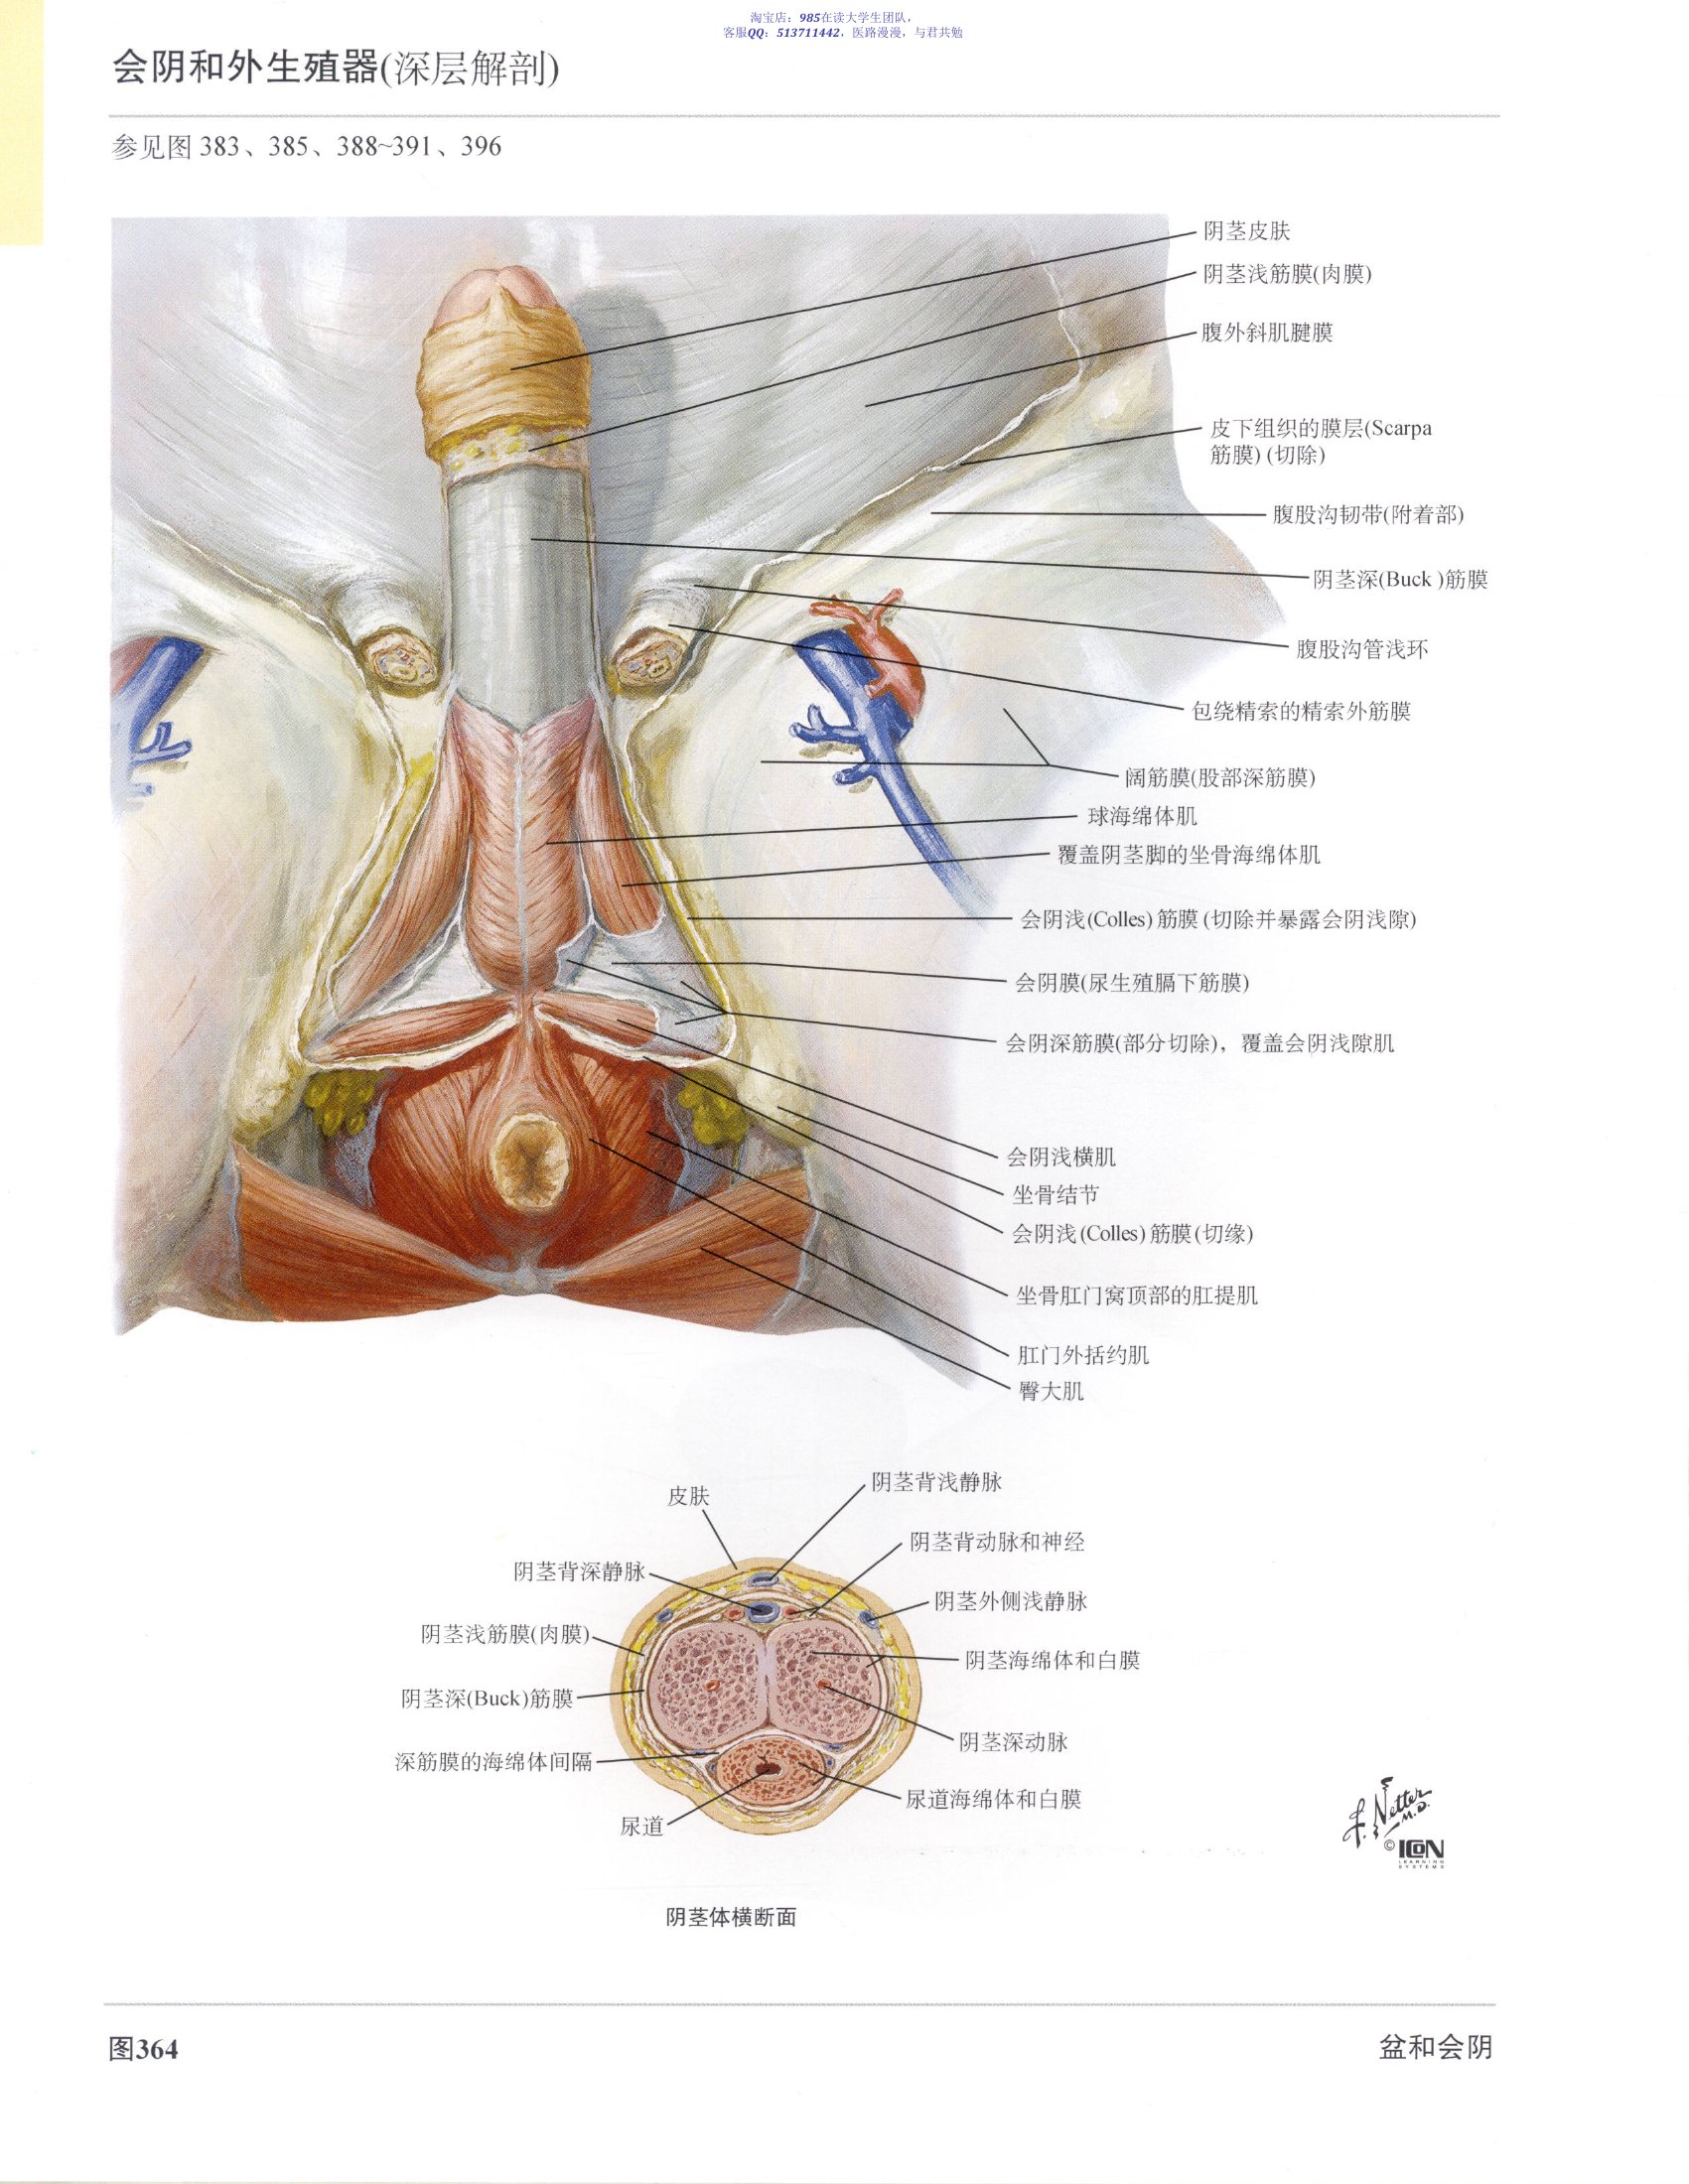 淘宝店：985在读大学生团队，
客服QQ：513711442，医路漫漫，与君共勉
会阴和外生殖器(深层解剖)
参见图 383、385、388~391、396
阴茎皮肤
阴茎浅筋膜(肉膜)
腹外斜肌腱膜
皮下组织的膜层(Scarpa
筋膜) (切除)
腹股沟韧带(附着部)
阴茎深(Buck )筋膜
腹股沟管浅环
包绕精索的精索外筋膜
阔筋膜(股部深筋膜)
球海绵体肌
覆盖阴茎脚的坐骨海绵体肌
会阴浅(Colles) 筋膜 (切除并暴露会阴浅隙)
会阴膜(尿生殖膈下筋膜)
会阴深筋膜(部分切除)，覆盖会阴浅隙肌
会阴浅横肌
坐骨结节
会阴浅(Colles) 筋膜 (切缘)
坐骨肛门窝顶部的肛提肌
肛门外括约肌
臀大肌
阴茎背浅静脉
皮肤
阴茎背动脉和神经
阴茎背深静脉
阴茎外侧浅静脉
阴茎浅筋膜(肉膜)
阴茎海绵体和白膜
阴茎深(Buck)筋膜
阴茎深动脉
深筋膜的海绵体间隔
尿道海绵体和白膜
尿道
F. Netter
M.D.
© ICON
LEARNING
SYSTEMS
阴茎体横断面
图364
盆和会阴